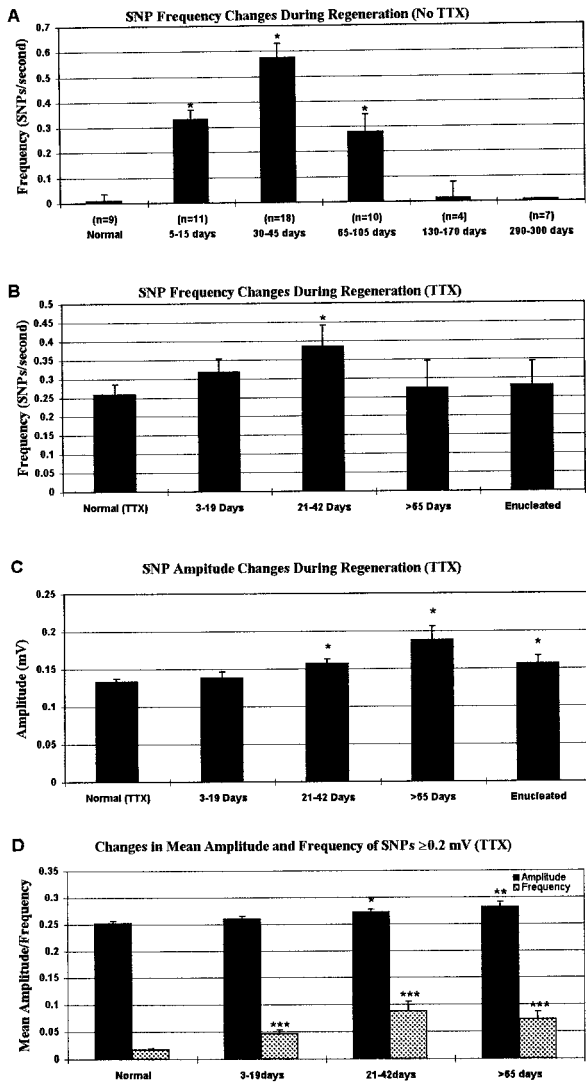 A
SNP Frequency Changes During Regeneration (No TTX)
Frequency (SNPs/second)
0.7
0.6
0.5
0.4
0.3
0.2
0.1
0
*
*
*
(n=9) (n=11) (n=18) (n=10) (n=4) (n=7)
Normal 5-15 days 30-45 days 65-105 days 130-170 days 290-300 days
B
SNP Frequency Changes During Regeneration (TTX)
Frequency (SNPs/second)
0.5
0.45
0.4
0.35
0.3
0.25
0.2
0.15
0.1
0.05
0
*
Normal (TTX) 3-19 Days 21-42 Days >65 Days Enucleated
C
SNP Ampitude Changes During Regeneration (TTX)
Amplitude (mV)
0.25
0.2
0.15
0.1
0.05
0
*
*
*
Normal (TTX) 3-19 Days 21-42 Days >65 Days Enucleated
D
Changes in Mean Amplitude and Frequency of SNPs ≥0.2 mV (TTX)
Mean Amplitude/Frequency
0.35
0.3
0.25
0.2
0.15
0.1
0.05
0
Amplitude
Frequency
*
**
***
***
***
Normal 3-19days 21-42days >65 days